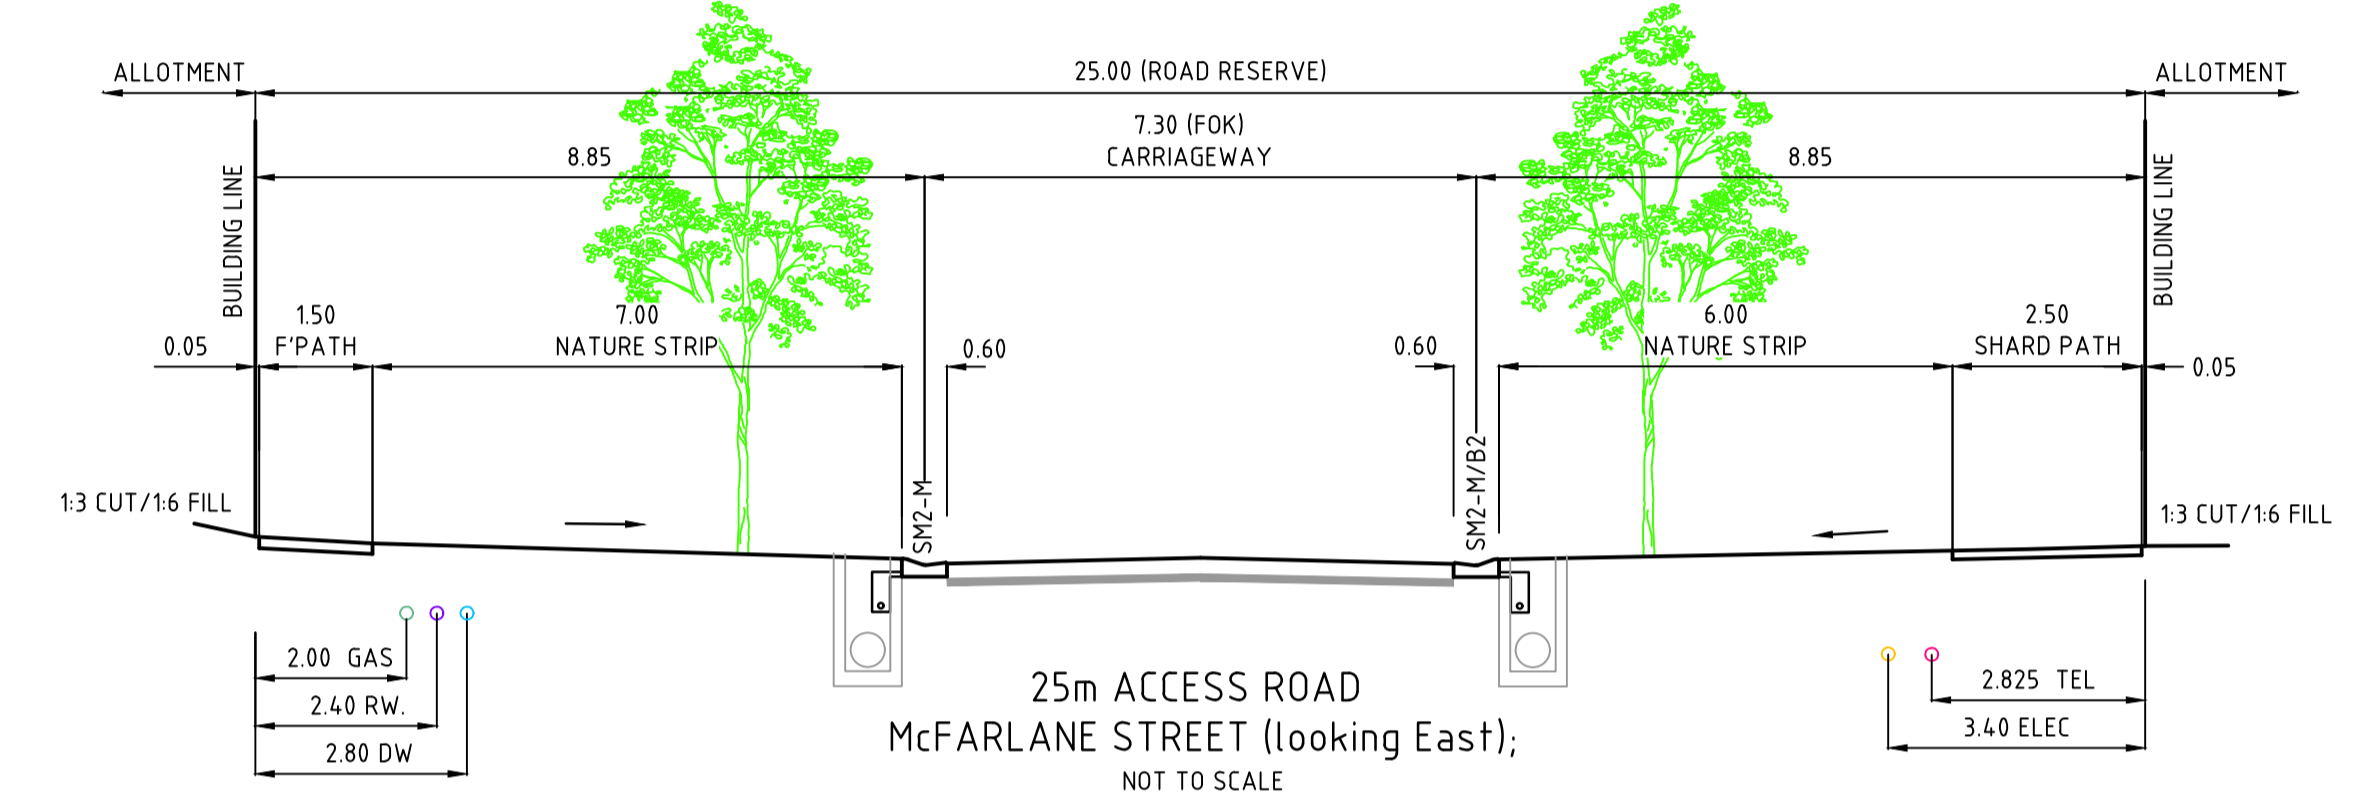 ALLOTMENT
25.00 (ROAD RESERVE)
ALLOTMENT
7.30 (FOK)
CARRIAGEWAY
8.85
8.85
BUILDING LINE
BUILDING LINE
0.05
1.50
F'PATH
7.00
NATURE STRIP
0.60
0.60
6.00
NATURE STRIP
2.50
SHARD PATH
0.05
1:3 CUT/1:6 FILL
SM2-M
SM2-M/B2
1:3 CUT/1:6 FILL
2.00 GAS
2.40 RW.
2.80 DW
2.825 TEL
3.40 ELEC
25m ACCESS ROAD
McFARLANE STREET (looking East);
NOT TO SCALE